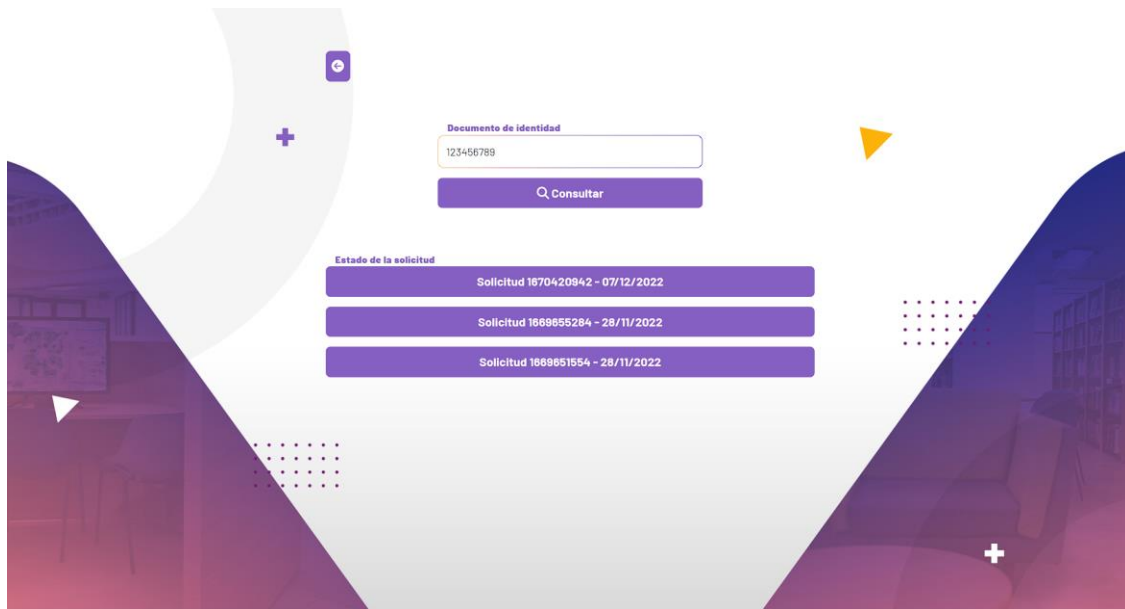 Documento de identidad
123456789
Consultar
Estado de la solicitud
Solicitud 1670420942 - 07/12/2022
Solicitud 1669655284 - 28/11/2022
Solicitud 1669651554 - 28/11/2022